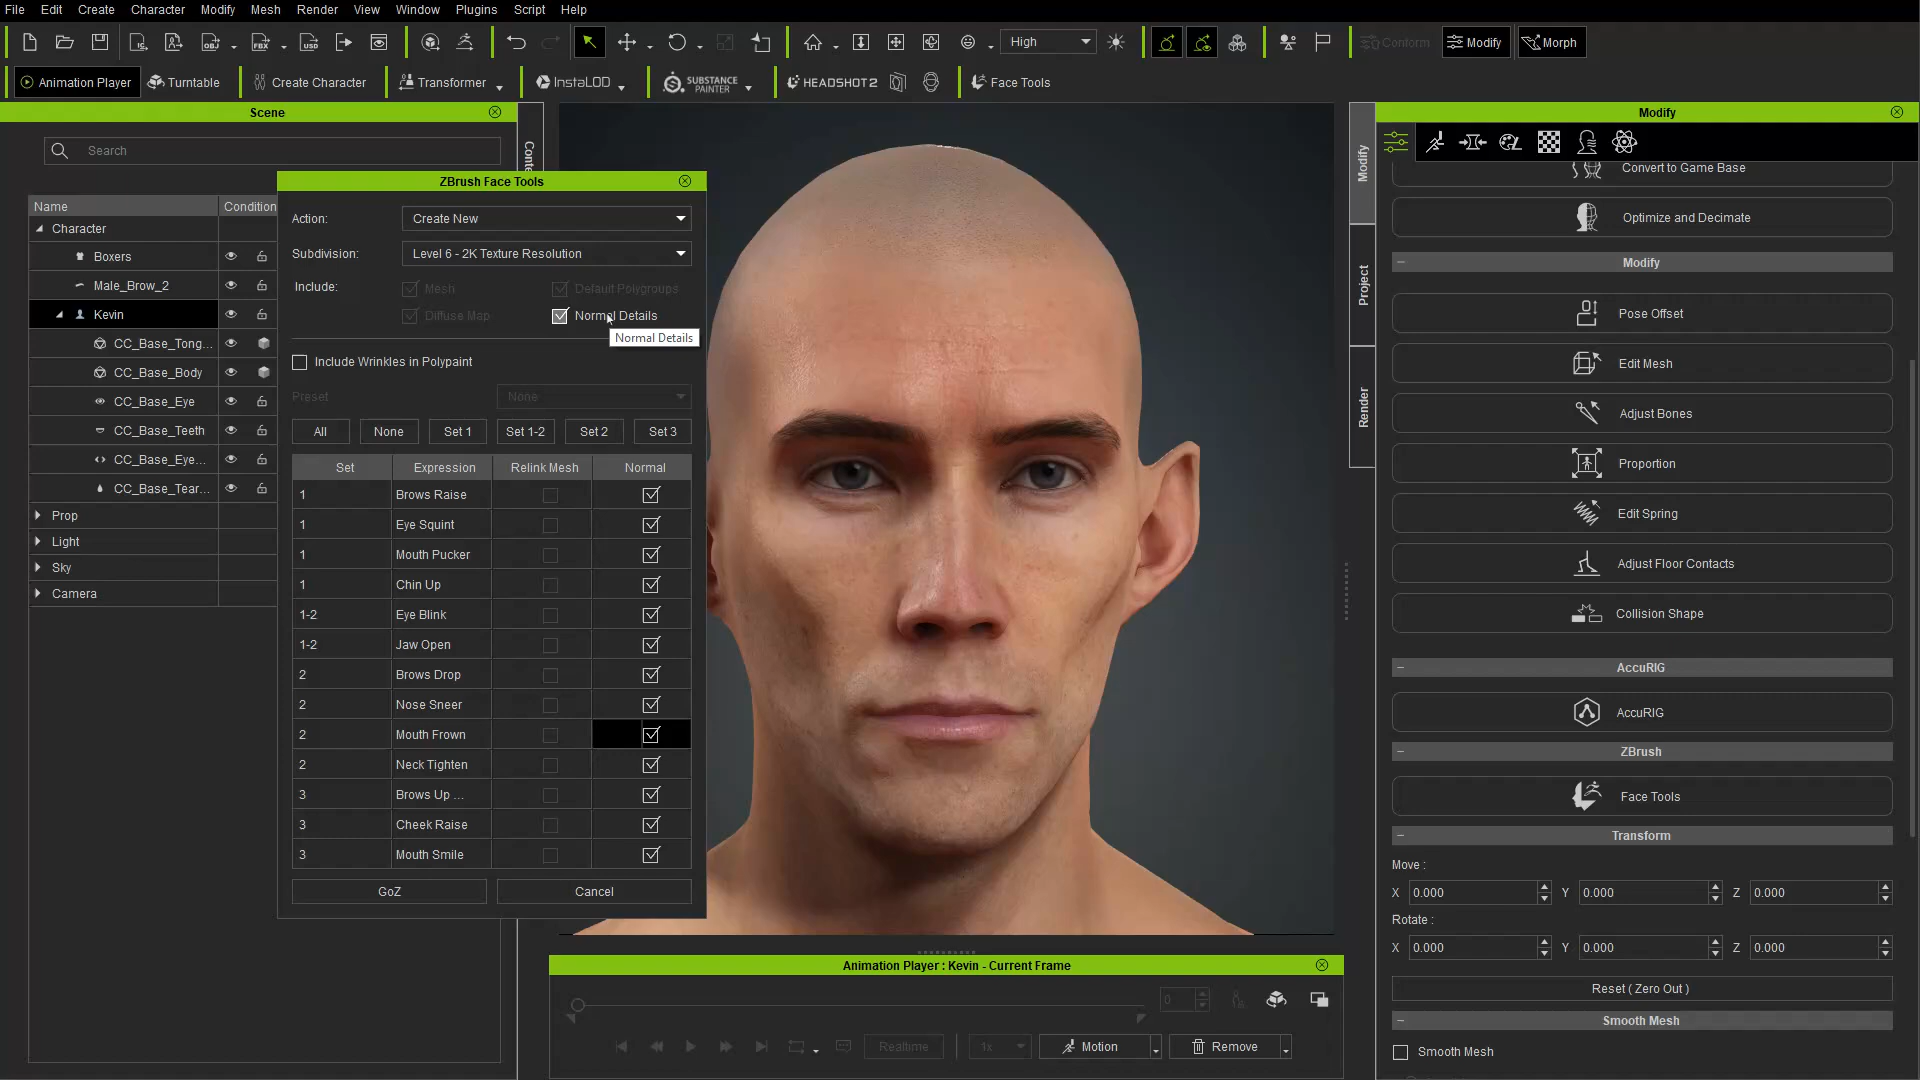 File Edit Create Character Modify Mesh Render View Window Plugins Script Help
High Conform Modify Morph
Animation Player Turntable Create Character Transformer InstaLOD SUBSTANCE PAINTER HEADSHOT 2 Face Tools
Scene
Search
Name Condition
Character
Boxers
Male_Brow_2
Kevin
CC_Base_Tong...
CC_Base_Body
CC_Base_Eye
CC_Base_Teeth
CC_Base_Eye...
CC_Base_Tear...
Prop
Light
Sky
Camera
Conte
ZBrush Face Tools
Action: Create New
Subdivision: Level 6 - 2K Texture Resolution
Include: Mesh Default Polygroups
Diffuse Map Normal Details
Normal Details
Include Wrinkles in Polypaint
Preset None
All None Set 1 Set 1-2 Set 2 Set 3
Set Expression Relink Mesh Normal
1 Brows Raise
1 Eye Squint
1 Mouth Pucker
1 Chin Up
1-2 Eye Blink
1-2 Jaw Open
2 Brows Drop
2 Nose Sneer
2 Mouth Frown
2 Neck Tighten
3 Brows Up ...
3 Cheek Raise
3 Mouth Smile
GoZ Cancel
Animation Player : Kevin - Current Frame
0
Realtime 1x Motion Remove
Modify
Project
Render
Modify
Convert to Game Base
Optimize and Decimate
Modify
Pose Offset
Edit Mesh
Adjust Bones
Proportion
Edit Spring
Adjust Floor Contacts
Collision Shape
AccuRIG
AccuRIG
ZBrush
Face Tools
Transform
Move :
X 0.000 Y 0.000 Z 0.000
Rotate :
X 0.000 Y 0.000 Z 0.000
Reset ( Zero Out )
Smooth Mesh
Smooth Mesh